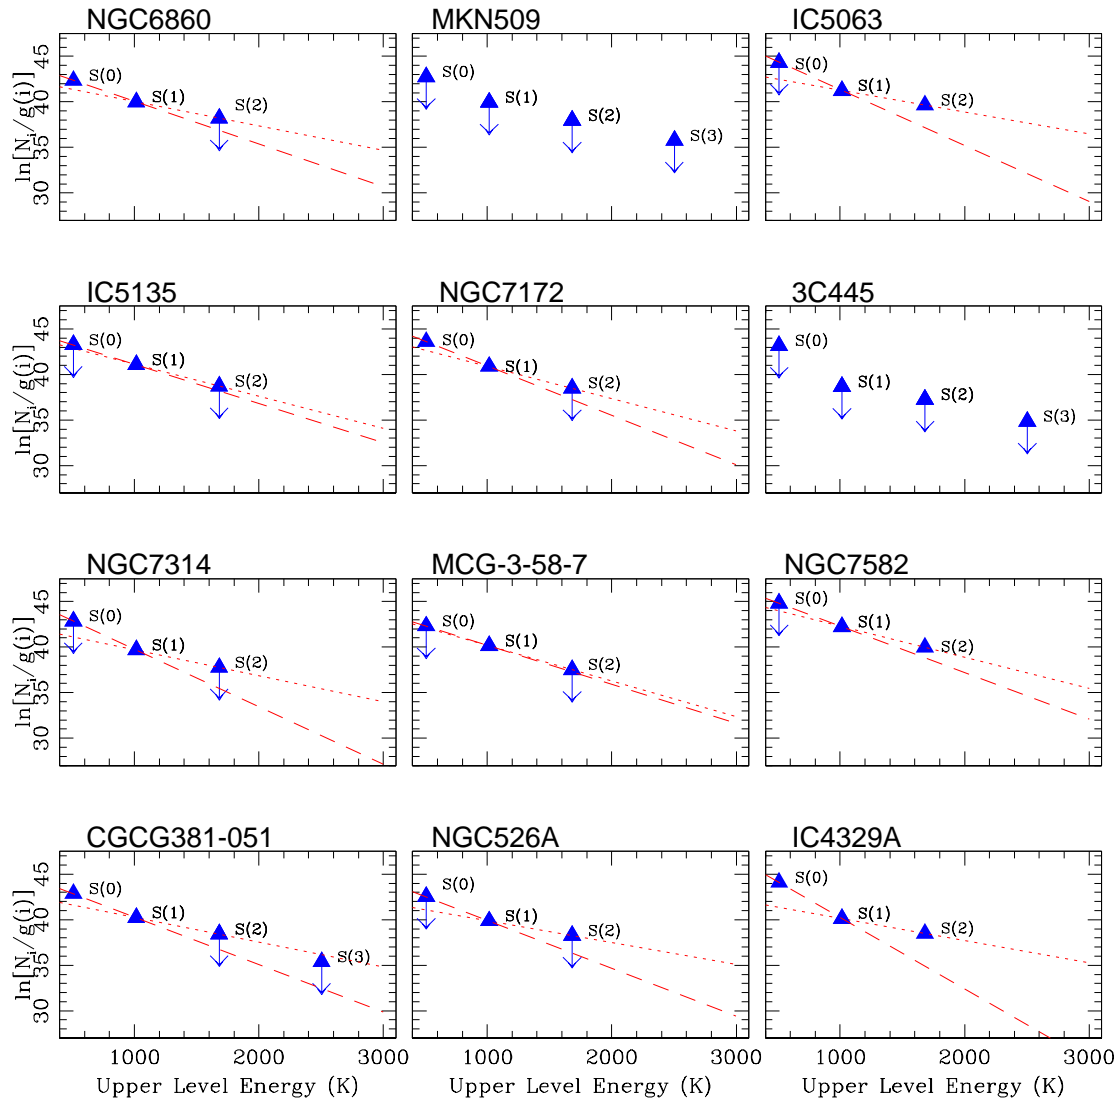 NGC6860 MKN509 IC5063
ln[N_i/g(i)]
45
40
35
30
S(0) S(1) S(2)
S(0) S(1) S(2) S(3)
S(0) S(1) S(2)
IC5135 NGC7172 3C445
ln[N_i/g(i)]
45
40
35
30
S(0) S(1) S(2)
S(0) S(1) S(2)
S(0) S(1) S(2) S(3)
NGC7314 MCG-3-58-7 NGC7582
ln[N_i/g(i)]
45
40
35
30
S(0) S(1) S(2)
S(0) S(1) S(2)
S(0) S(1) S(2)
CGCG381-051 NGC526A IC4329A
ln[N_i/g(i)]
45
40
35
30
S(0) S(1) S(2) S(3)
S(0) S(1) S(2)
S(0) S(1) S(2)
1000 2000 3000 1000 2000 3000 1000 2000 3000
Upper Level Energy (K) Upper Level Energy (K) Upper Level Energy (K)